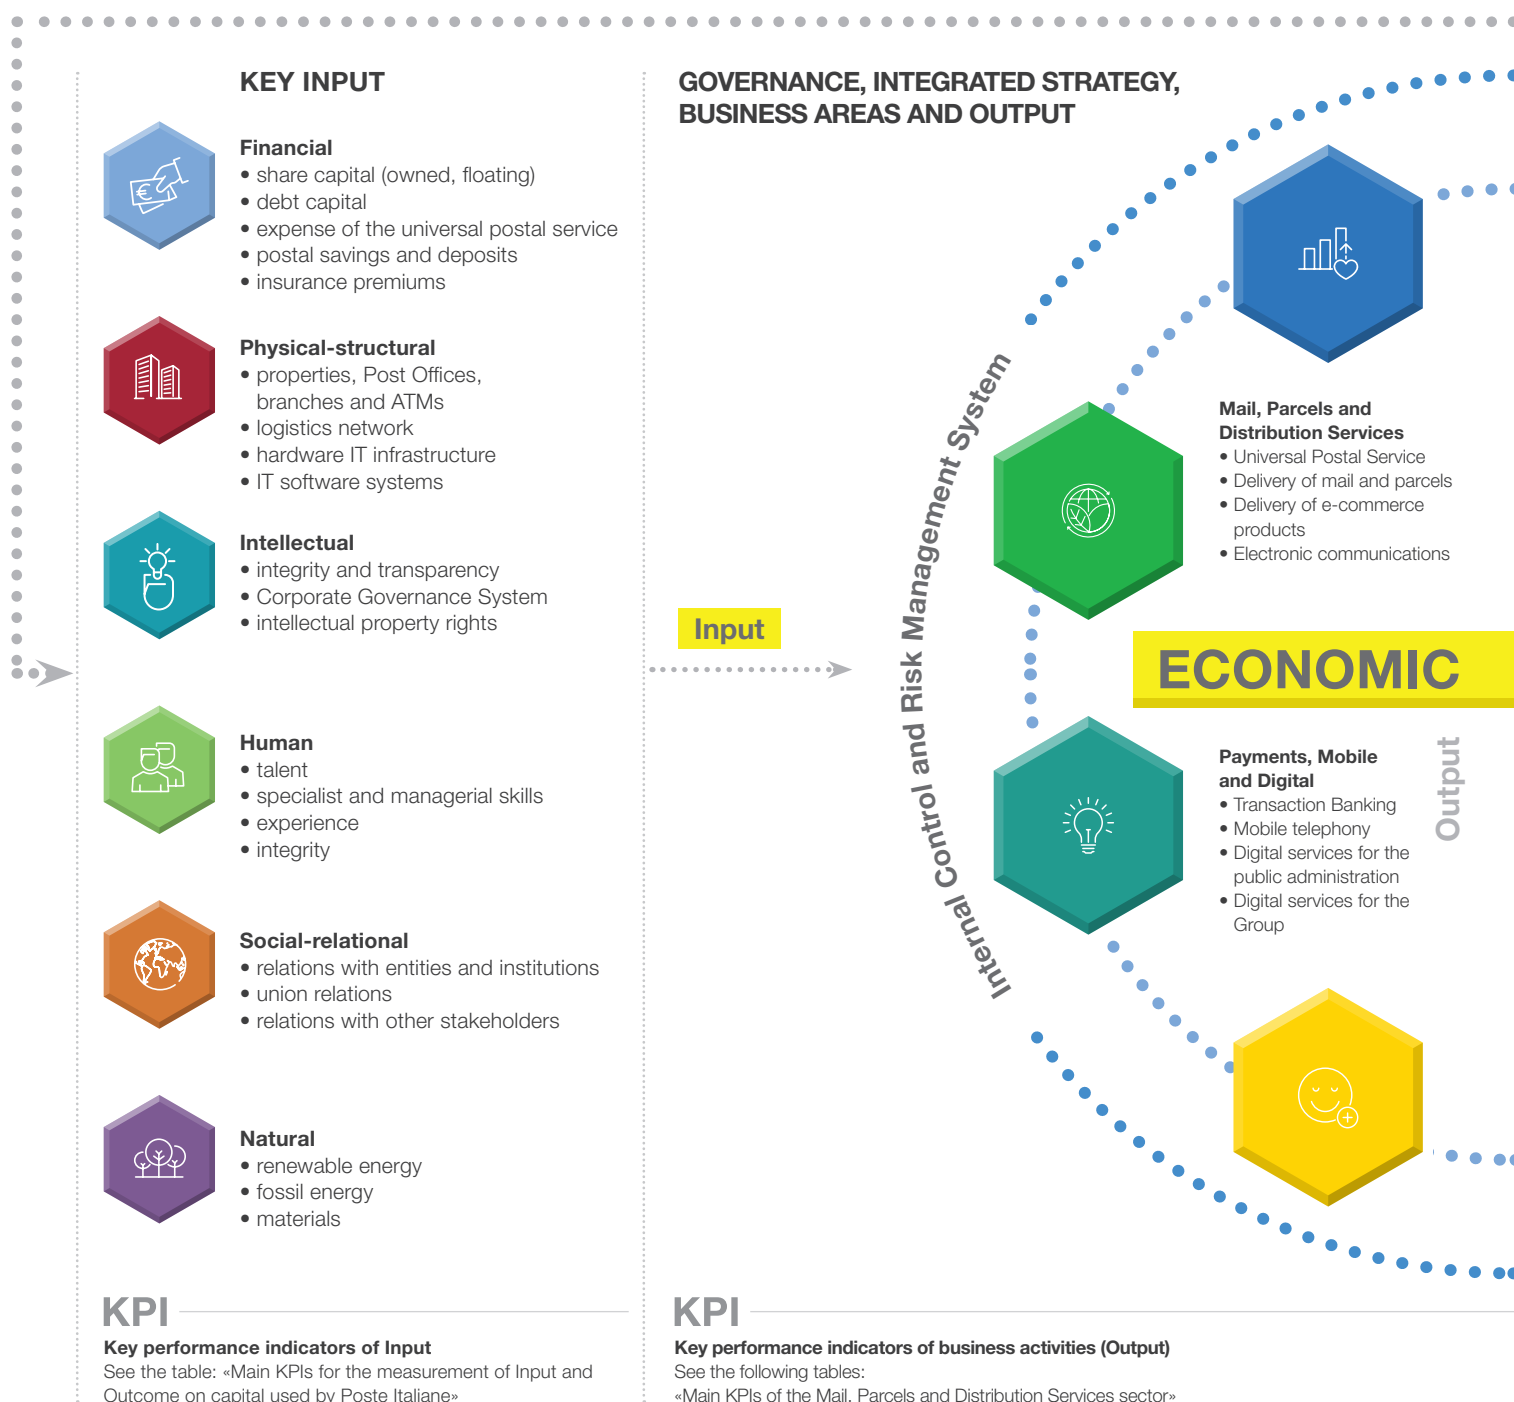 KEY INPUT
Financial
• share capital (owned, floating)
• debt capital
• expense of the universal postal service
• postal savings and deposits
• insurance premiums
Physical-structural
• properties, Post Offices,
branches and ATMs
• logistics network
• hardware IT infrastructure
• IT software systems
Intellectual
• integrity and transparency
• Corporate Governance System
• intellectual property rights
Human
• talent
• specialist and managerial skills
• experience
• integrity
Social-relational
• relations with entities and institutions
• union relations
• relations with other stakeholders
Natural
• renewable energy
• fossil energy
• materials
KPI
Key performance indicators of Input
See the table: «Main KPIs for the measurement of Input and
Outcome on capital used by Poste Italiane»
GOVERNANCE, INTEGRATED STRATEGY,
BUSINESS AREAS AND OUTPUT
Input
Internal Control and Risk Management System
Mail, Parcels and
Distribution Services
• Universal Postal Service
• Delivery of mail and parcels
• Delivery of e-commerce
products
• Electronic communications
ECONOMIC
Payments, Mobile
and Digital
• Transaction Banking
• Mobile telephony
• Digital services for the
public administration
• Digital services for the
Group
Output
KPI
Key performance indicators of business activities (Output)
See the following tables:
«Main KPIs of the Mail, Parcels and Distribution Services sector»